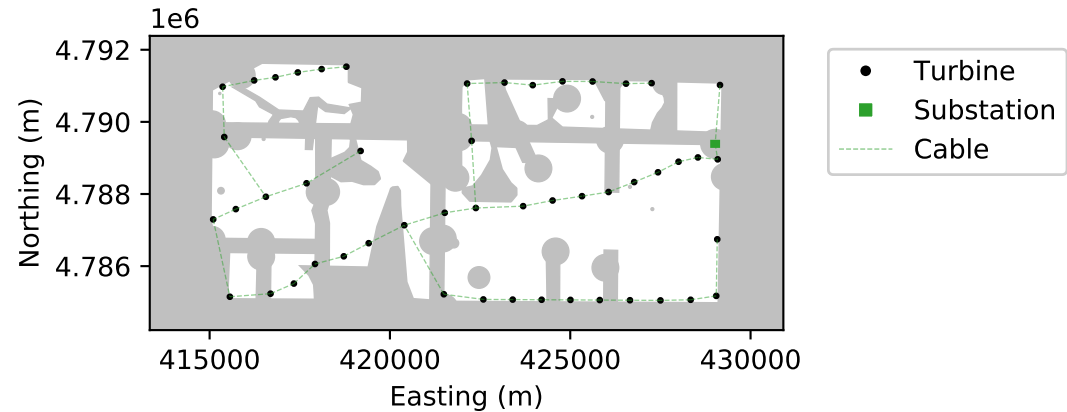 1e6
4.792
4.790
4.788
4.786
Northing (m)
415000 420000 425000 430000
Easting (m)
Turbine
Substation
Cable